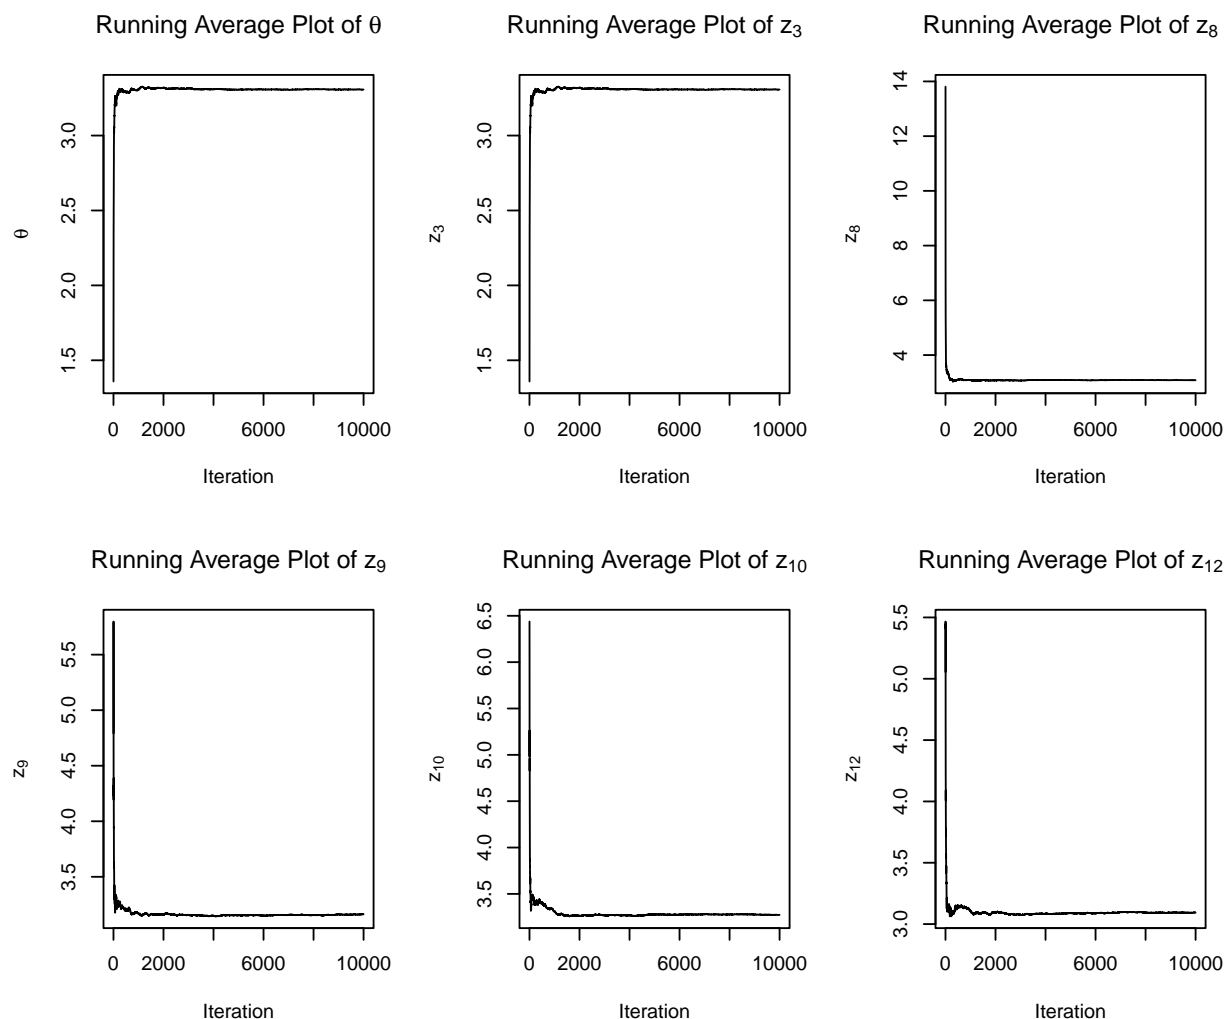 Running Average Plot of θ
θ
3.0
2.5
2.0
1.5
0 2000 6000 10000
Iteration
Running Average Plot of z3
z3
3.0
2.5
2.0
1.5
0 2000 6000 10000
Iteration
Running Average Plot of z8
z8
14
12
10
8
6
4
0 2000 6000 10000
Iteration
Running Average Plot of z9
z9
5.5
5.0
4.5
4.0
3.5
0 2000 6000 10000
Iteration
Running Average Plot of z10
z10
6.5
6.0
5.5
5.0
4.5
4.0
3.5
0 2000 6000 10000
Iteration
Running Average Plot of z12
z12
5.5
5.0
4.5
4.0
3.5
3.0
0 2000 6000 10000
Iteration